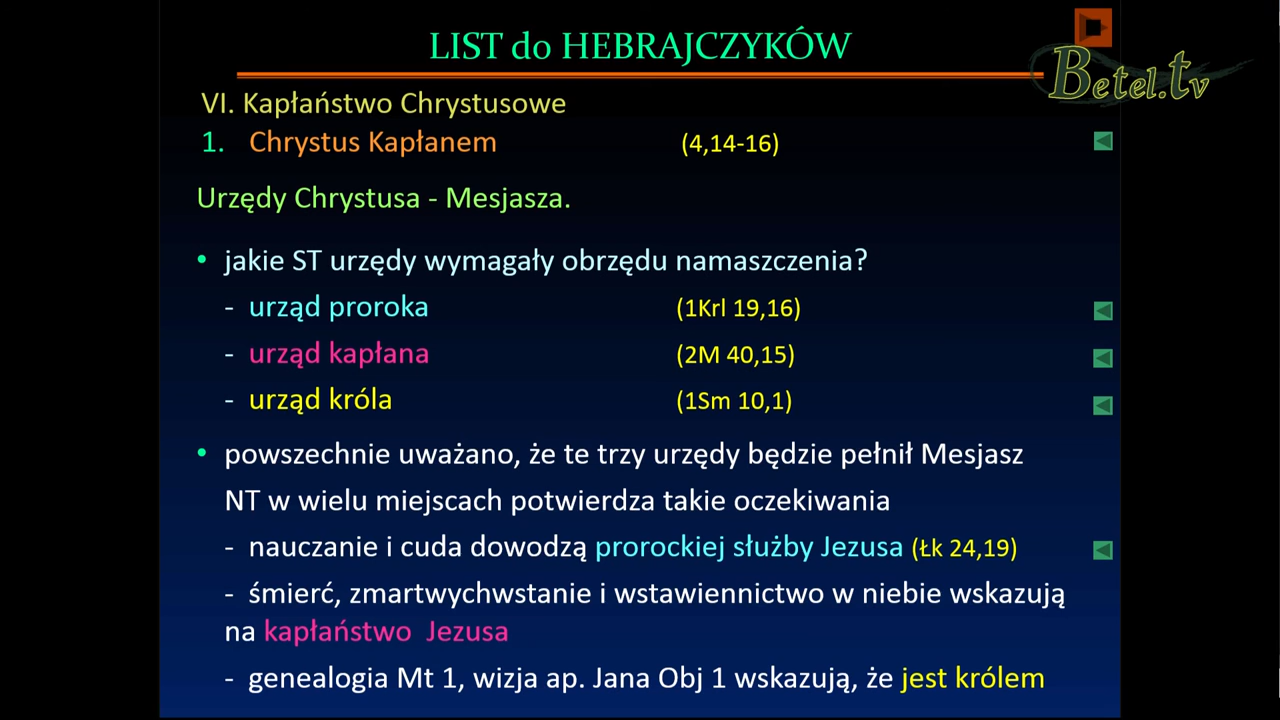 LIST do HEBRAJCZYKÓW
Betel.tv
VI. Kapłaństwo Chrystusowe
1. Chrystus Kapłanem (4,14-16)
Urzędy Chrystusa - Mesjasza.
• jakie ST urzędy wymagały obrzędu namaszczenia?
- urząd proroka (1Krl 19,16)
- urząd kapłana (2M 40,15)
- urząd króla (1Sm 10,1)
• powszechnie uważano, że te trzy urzędy będzie pełnił Mesjasz
NT w wielu miejscach potwierdza takie oczekiwania
- nauczanie i cuda dowodzą prorockiej służby Jezusa (Łk 24,19)
- śmierć, zmartwychwstanie i wstawiennictwo w niebie wskazują
na kapłaństwo Jezusa
- genealogia Mt 1, wizja ap. Jana Obj 1 wskazują, że jest królem